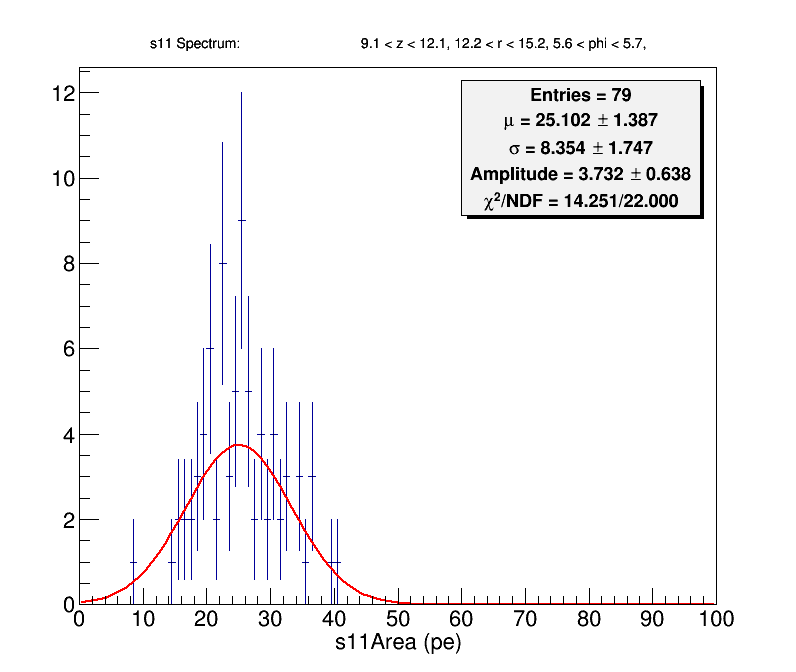 s11 Spectrum: 9.1 < z < 12.1, 12.2 < r < 15.2, 5.6 < phi < 5.7,
Entries = 79
μ = 25.102 ± 1.387
σ = 8.354 ± 1.747
Amplitude = 3.732 ± 0.638
χ²/NDF = 14.251/22.000
12
10
8
6
4
2
0
0 10 20 30 40 50 60 70 80 90 100
s11Area (pe)